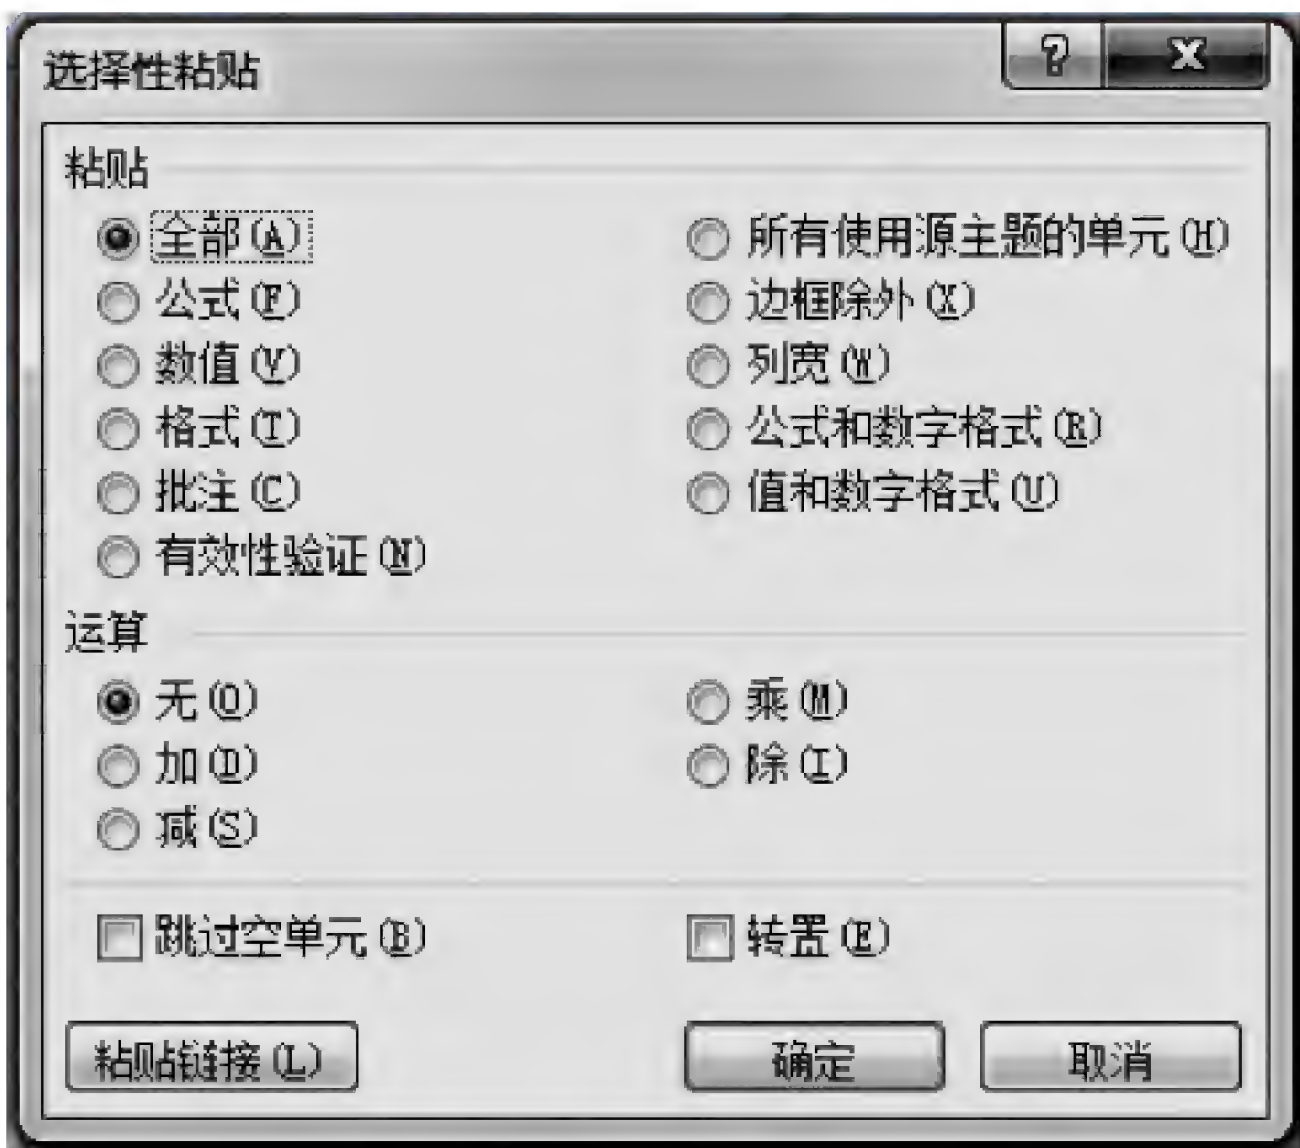 选择性粘贴
粘贴
全部(A) 所有使用源主题的单元(H)
公式(F) 边框除外(X)
数值(V) 列宽(W)
格式(T) 公式和数字格式(R)
批注(C) 值和数字格式(U)
有效性验证(N)
运算
无(O) 乘(M)
加(D) 除(I)
减(S)
跳过空单元(B) 转置(E)
粘贴链接(L) 确定 取消